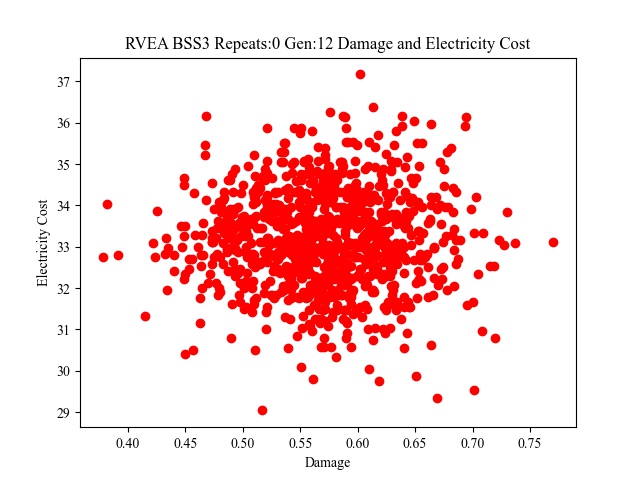 RVEA BSS3 Repeats:0 Gen:12 Damage and Electricity Cost
37
36
35
34
33
32
31
30
29
Electricity Cost
0.40 0.45 0.50 0.55 0.60 0.65 0.70 0.75
Damage